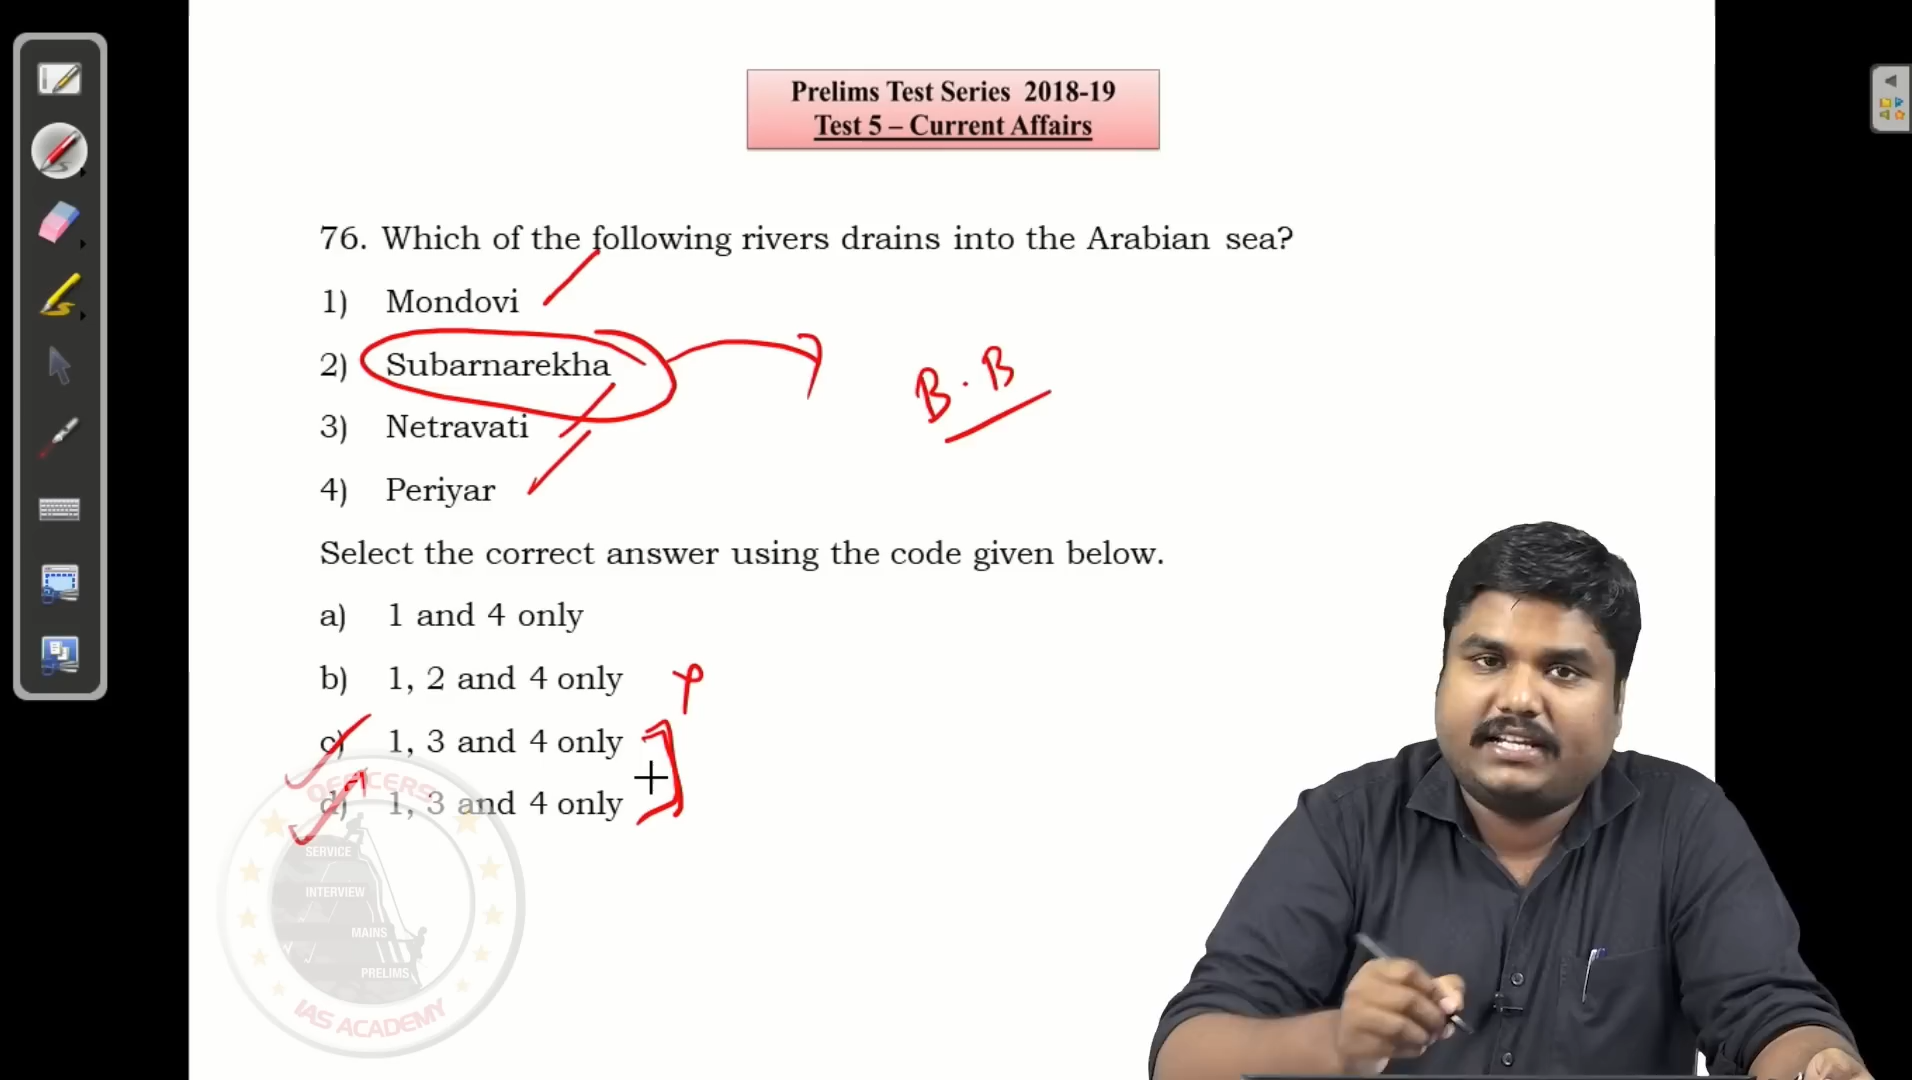 Prelims Test Series 2018-19
Test 5 – Current Affairs
76. Which of the following rivers drains into the Arabian sea?
1) Mondovi
2) Subarnarekha
B.B
3) Netravati
4) Periyar
Select the correct answer using the code given below.
a) 1 and 4 only
b) 1, 2 and 4 only
c) 1, 3 and 4 only
d) 1, 3 and 4 only
OFFICERS
SERVICE
INTERVIEW
MAINS
PRELIMS
IAS ACADEMY